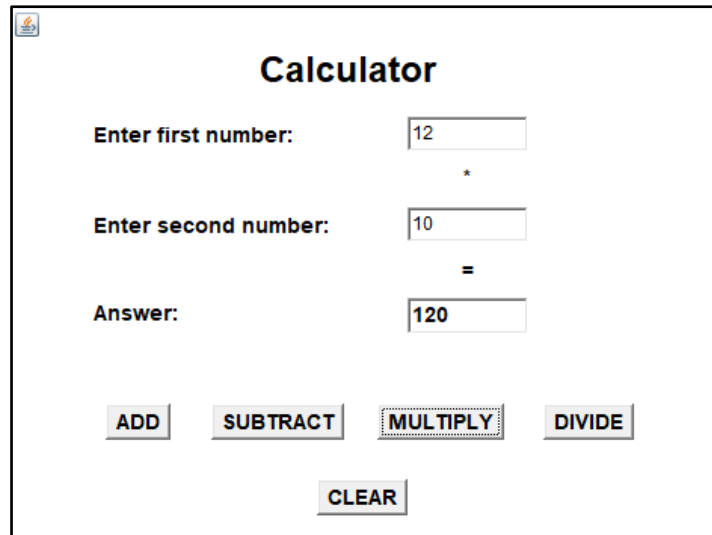 Calculator
Enter first number: 12
*
Enter second number: 10
=
Answer: 120
ADD SUBTRACT MULTIPLY DIVIDE
CLEAR